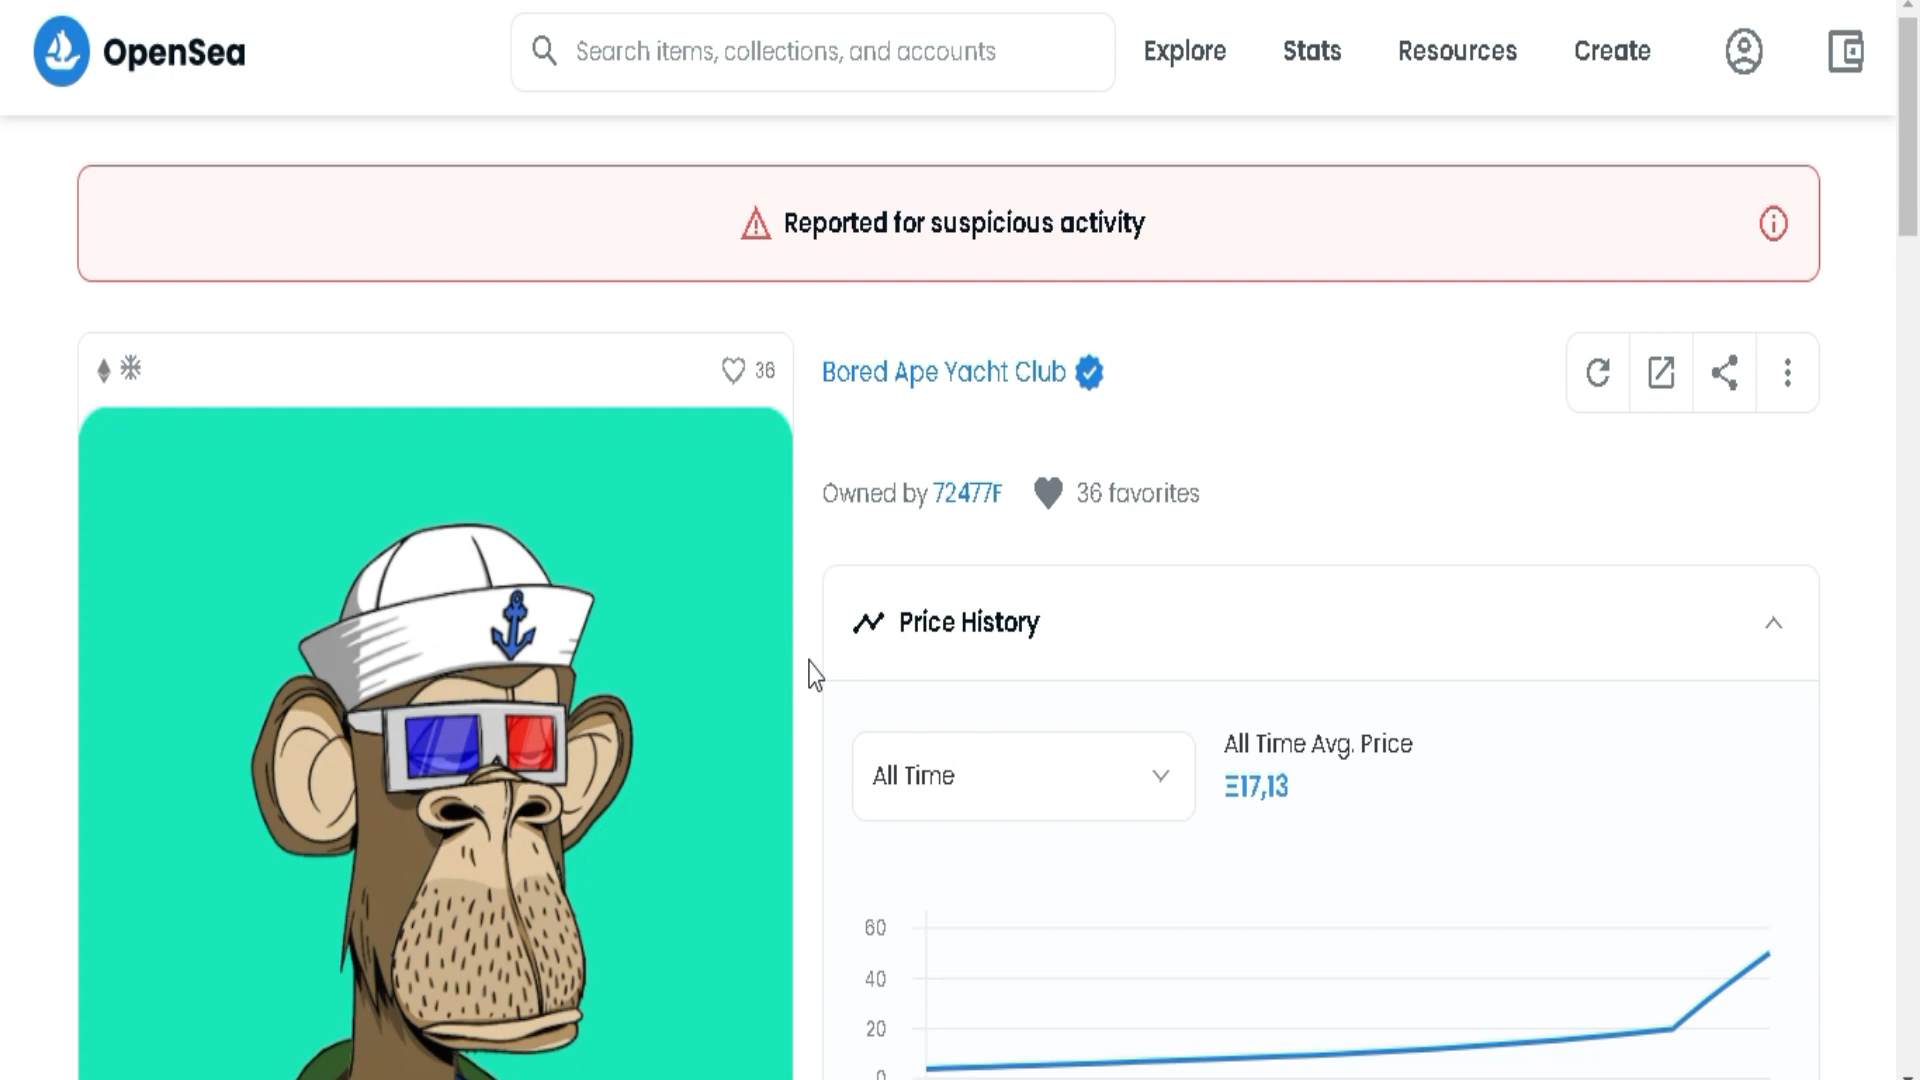 OpenSea
Search items, collections, and accounts
Explore
Stats
Resources
Create
Reported for suspicious activity
36
Bored Ape Yacht Club
Owned by 72477F
36 favorites
Price History
All Time
All Time Avg. Price
Ξ17,13
60
40
20
0